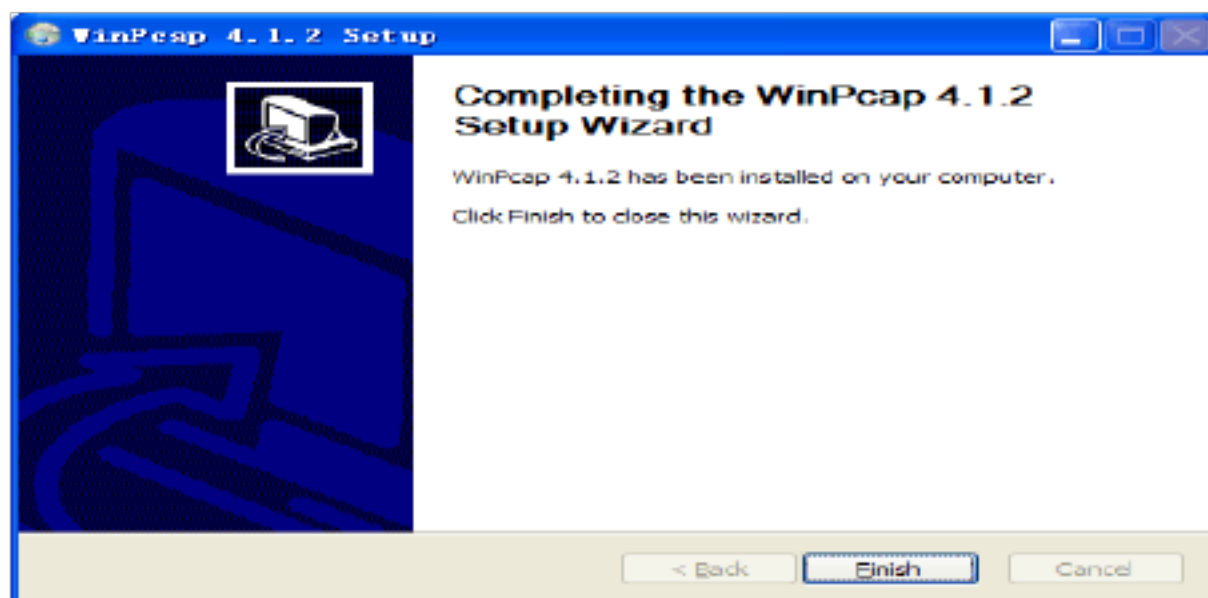 WinPcap 4.1.2 Setup
Completing the WinPcap 4.1.2
Setup Wizard
WinPcap 4.1.2 has been installed on your computer.
Click Finish to close this wizard.
< Back Finish Cancel